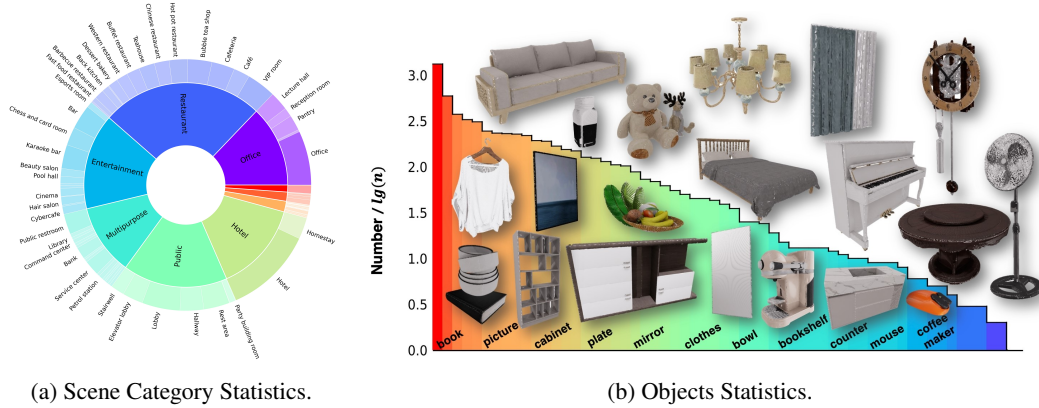 Hot pot restaurant
Chinese restaurant
Teahouse
Buffet restaurant
Western restaurant
Dessert bakery
Back kitchen
Barbecue restaurant
Fast food restaurant
Esports room
Bar
Chess and card room
Karaoke bar
Beauty salon
Pool hall
Cinema
Hair salon
Cybercafe
Public restroom
Library
Command center
Bank
Service center
Petrol station
Stairwell
Elevator lobby
Lobby
Hallway
Rest area
Party building room
Hotel
Homestay
Office
Pantry
Reception room
Lecture hall
VIP room
Café
Cafeteria
Bubble tea shop
Restaurant
Office
Entertainment
Multipurpose
Public
Hotel
(a) Scene Category Statistics.
Number / lg(n)
3.0
2.5
2.0
1.5
1.0
0.5
0.0
book
picture
cabinet
plate
mirror
clothes
bowl
bookshelf
counter
mouse
coffee
maker
(b) Objects Statistics.